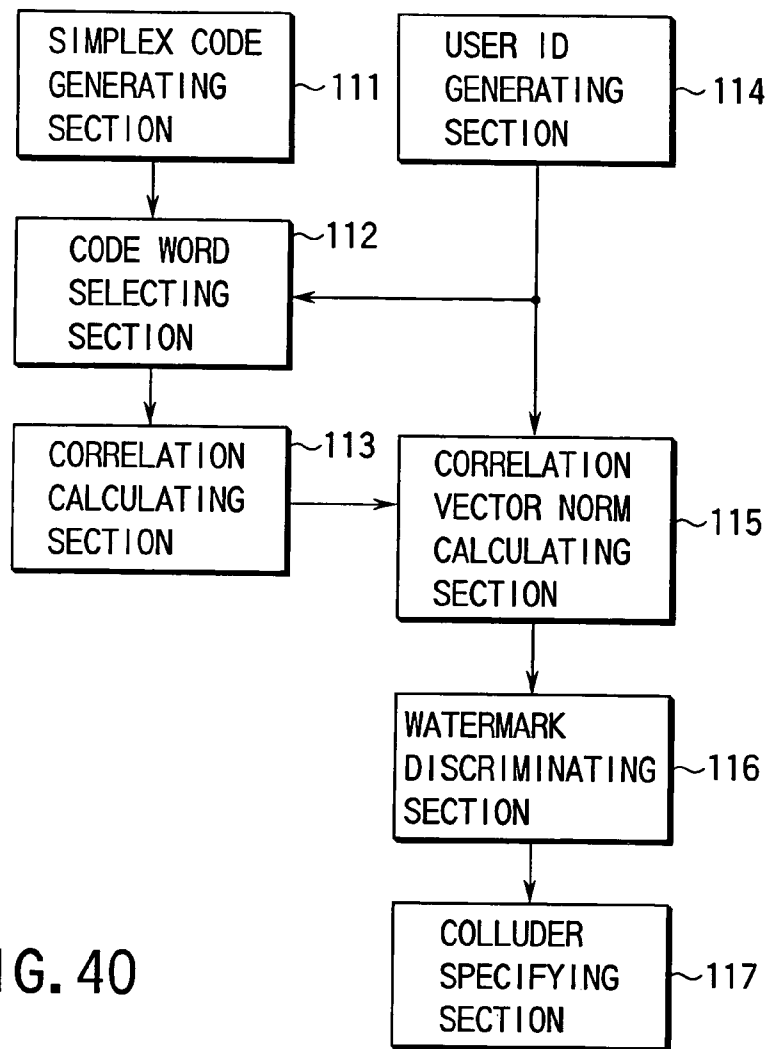 SIMPLEX CODE
GENERATING
SECTION
111
USER ID
GENERATING
SECTION
114
CODE WORD
SELECTING
SECTION
112
CORRELATION
CALCULATING
SECTION
113
CORRELATION
VECTOR NORM
CALCULATING
SECTION
115
WATERMARK
DISCRIMINATING
SECTION
116
COLLUDER
SPECIFYING
SECTION
117
IG. 40